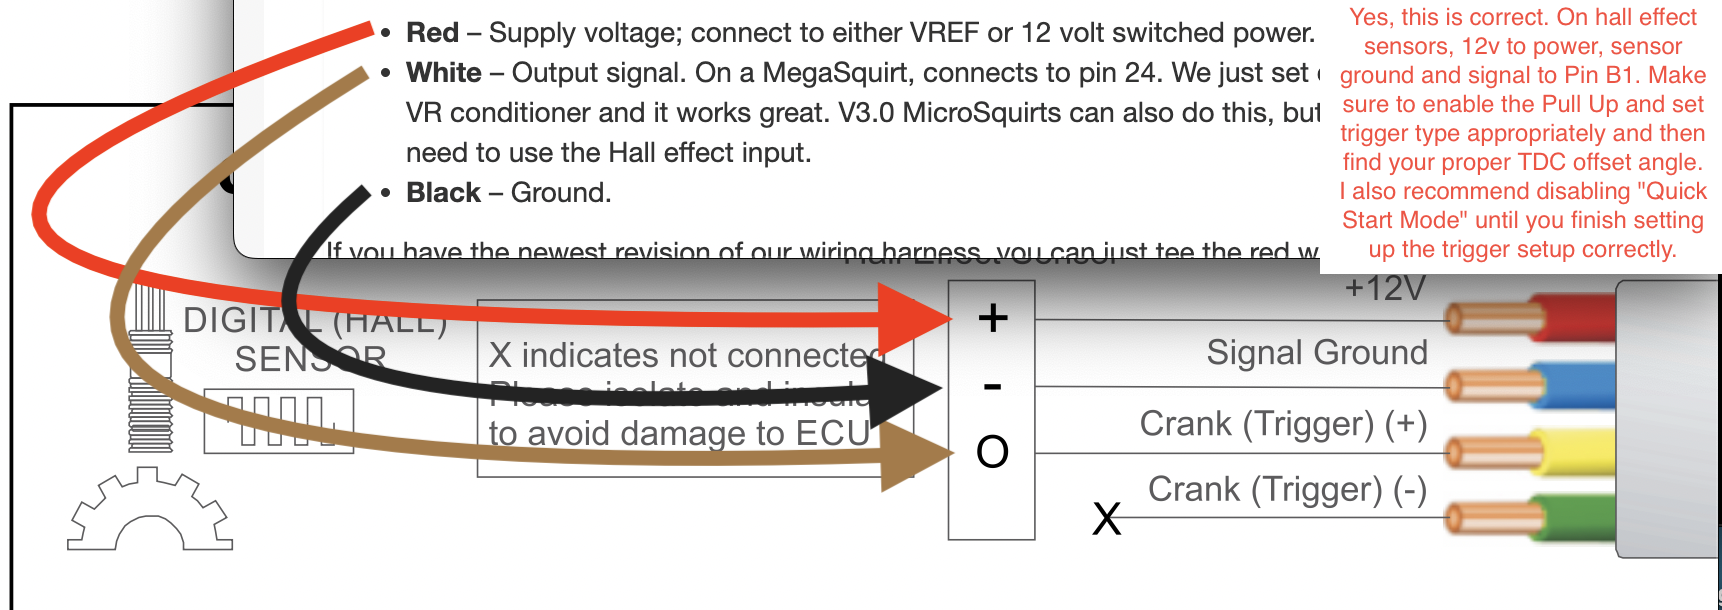 Red – Supply voltage; connect to either VREF or 12 volt switched power.
White – Output signal. On a MegaSquirt, connects to pin 24. We just set
VR conditioner and it works great. V3.0 MicroSquirts can also do this, but
need to use the Hall effect input.
Black – Ground.
If you have the newest revision of our wiring harness, you can just tee the red w
Yes, this is correct. On hall effect
sensors, 12v to power, sensor
ground and signal to Pin B1. Make
sure to enable the Pull Up and set
trigger type appropriately and then
find your proper TDC offset angle.
I also recommend disabling "Quick
Start Mode" until you finish setting
up the trigger setup correctly.
DIGITAL (HALL)
SENSOR
X indicates not connected
Please isolate and insula
to avoid damage to ECU
+
-
O
X
+12V
Signal Ground
Crank (Trigger) (+)
Crank (Trigger) (-)